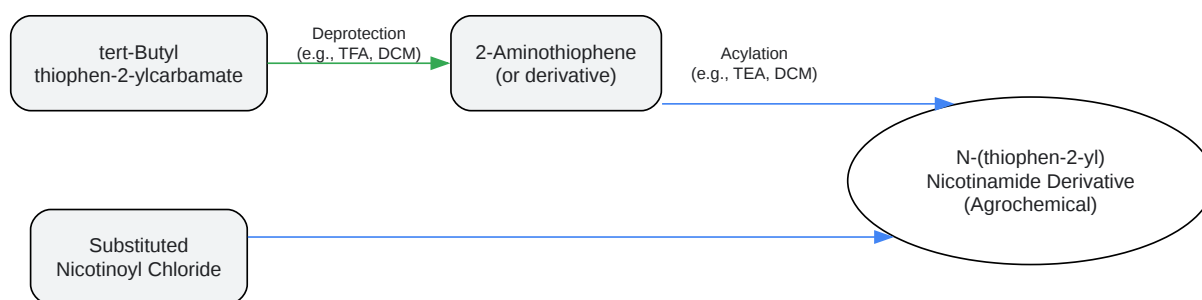 tert-Butyl
thiophen-2-ylcarbamate
Deprotection
(e.g., TFA, DCM)
2-Aminothiophene
(or derivative)
Acylation
(e.g., TEA, DCM)
N-(thiophen-2-yl)
Nicotinamide Derivative
(Agrochemical)
Substituted
Nicotinoyl Chloride